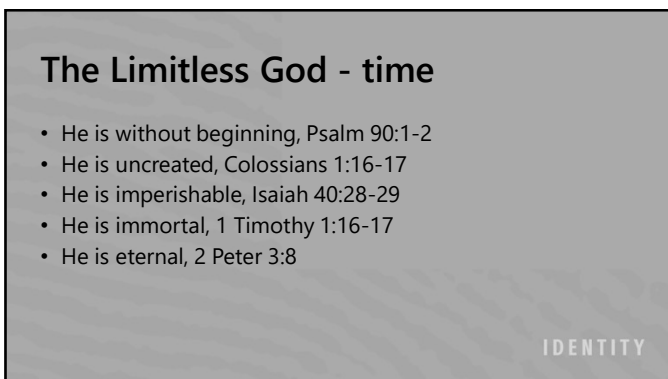 The Limitless God - time
• He is without beginning, Psalm 90:1-2
• He is uncreated, Colossians 1:16-17
• He is imperishable, Isaiah 40:28-29
• He is immortal, 1 Timothy 1:16-17
• He is eternal, 2 Peter 3:8
IDENTITY